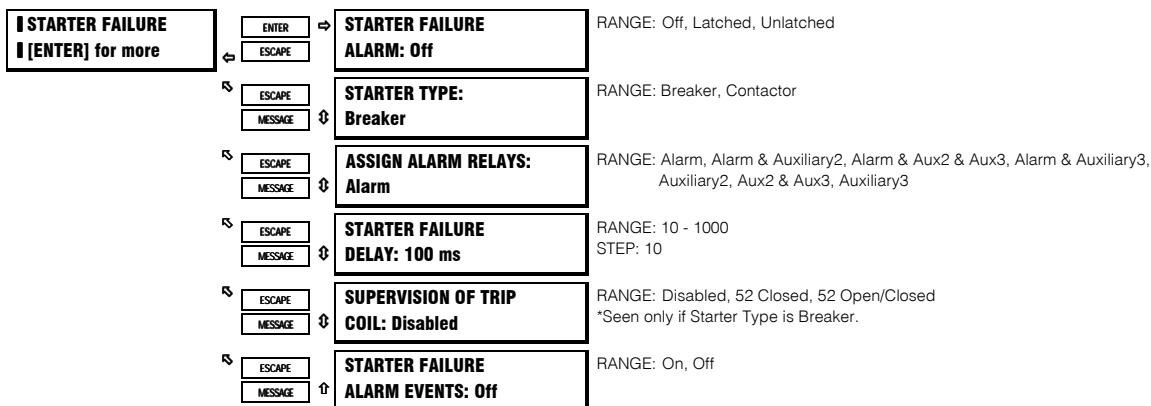 STARTER FAILURE
[ENTER] for more
ENTER
ESCAPE
STARTER FAILURE
ALARM: Off
RANGE: Off, Latched, Unlatched
ESCAPE
MESSAGE
STARTER TYPE:
Breaker
RANGE: Breaker, Contactor
ESCAPE
MESSAGE
ASSIGN ALARM RELAYS:
Alarm
RANGE: Alarm, Alarm & Auxiliary2, Alarm & Aux2 & Aux3, Alarm & Auxiliary3,
Auxiliary2, Aux2 & Aux3, Auxiliary3
ESCAPE
MESSAGE
STARTER FAILURE
DELAY: 100 ms
RANGE: 10 - 1000
STEP: 10
ESCAPE
MESSAGE
SUPERVISION OF TRIP
COIL: Disabled
RANGE: Disabled, 52 Closed, 52 Open/Closed
*Seen only if Starter Type is Breaker.
ESCAPE
MESSAGE
STARTER FAILURE
ALARM EVENTS: Off
RANGE: On, Off